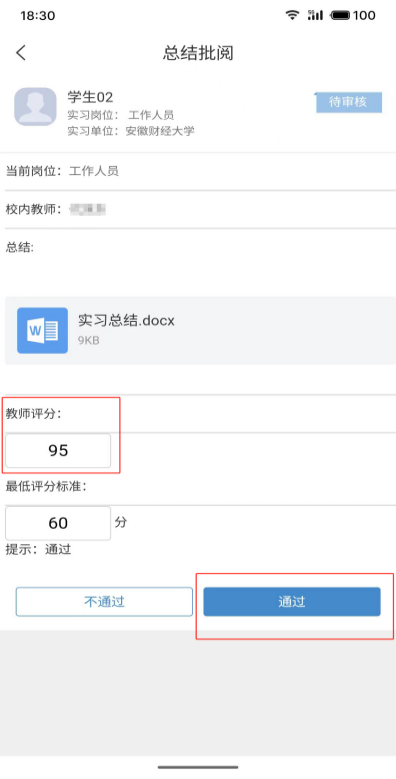 18:30
5G
100
总结批阅
学生02
待审核
实习岗位： 工作人员
实习单位：安徽财经大学
当前岗位：工作人员
校内教师：
总结:
W
实习总结.docx
9KB
教师评分：
95
最低评分标准：
60 分
提示：通过
不通过
通过